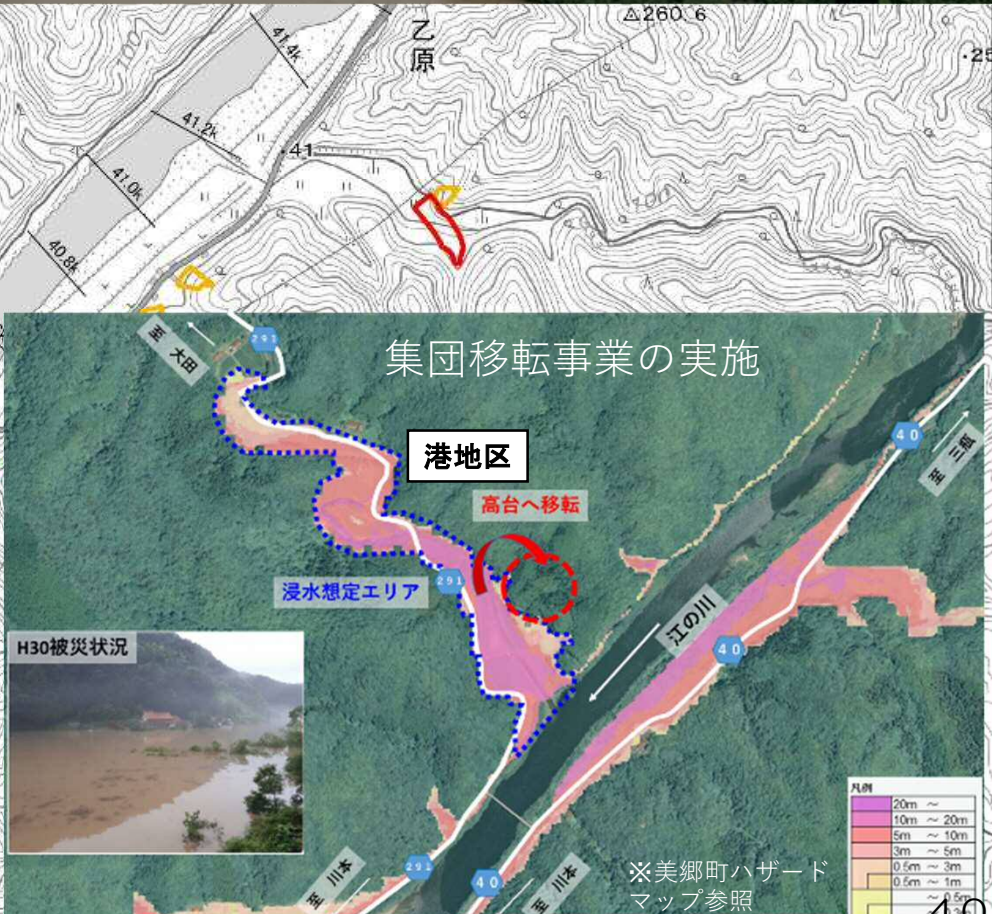 乙原
△260.6
41.4k
41.2k
・41
41.0k
40.8k
集団移転事業の実施
至 大田
291
港地区
40
至 三瓶
高台へ移転
浸水想定エリア
291
江の川
40
H30被災状況
凡例
20m ～
10m ～ 20m
5m ～ 10m
3m ～ 5m
0.5m ～ 3m
0.5m ～ 1m
～ 0.5m
291
至 川本
40
至 川本
※美郷町ハザード
マップ参照